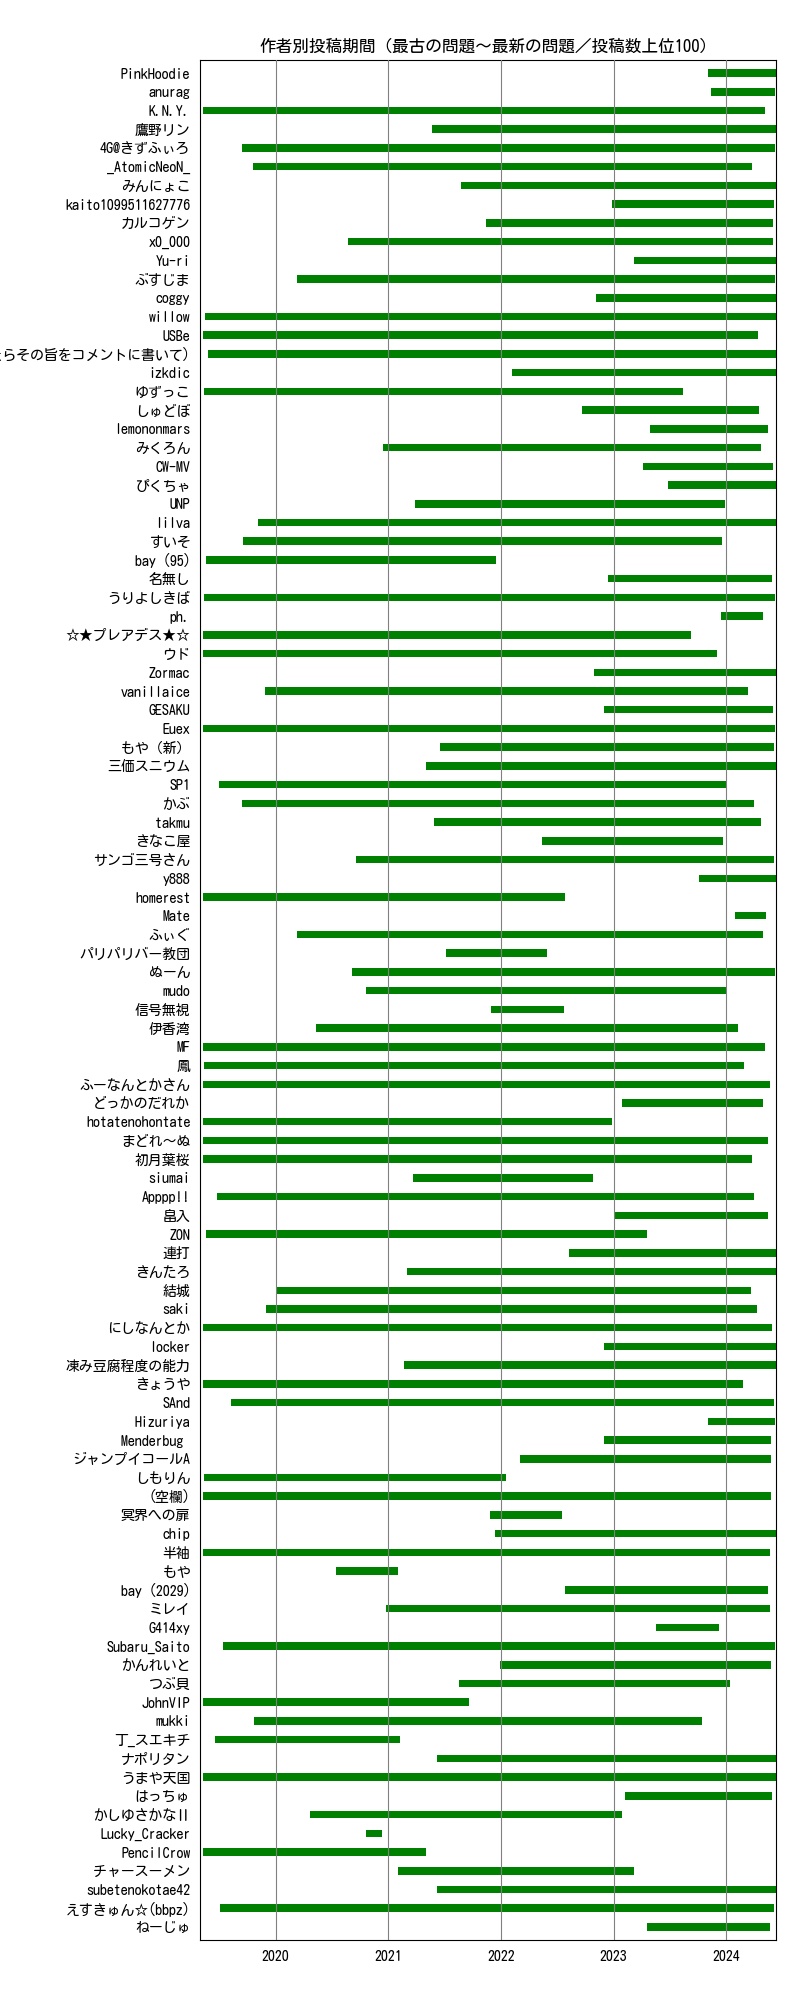 作者別投稿期間（最古の問題～最新の問題／投稿数上位100）
PinkHoodie
anurag
K.N.Y.
鷹野リン
4G@きずふぃろ
_AtomicNeoN_
みんにょこ
kaito1099511627776
カルコゲン
x0_000
Yu-ri
ぶすじま
coggy
willow
USBe
らその旨をコメントに書いて）
izkdic
ゆずっこ
しゅどぼ
lemononmars
みくろん
CW-MV
ぴくちゃ
UNP
lilva
すいそ
bay (95)
名無し
うりよしきば
ph.
☆★プレアデス★☆
ウド
Zormac
vanillaice
GESAKU
Euex
もや（新）
三価スニウム
SP1
かぶ
takmu
きなこ屋
サンゴ三号さん
y888
homerest
Mate
ふぃぐ
パリパリバー教団
ぬーん
mudo
信号無視
伊香湾
MF
鳳
ふーなんとかさん
どっかのだれか
hotatenohontate
まどれ～ぬ
初月葉桜
siumai
Appppll
畠入
ZON
連打
きんたろ
結城
saki
にしなんとか
locker
凍み豆腐程度の能力
きょうや
SAnd
Hizuriya
Menderbug
ジャンプイコールA
しもりん
(空欄)
冥界への扉
chip
半袖
もや
bay (2029)
ミレイ
G414xy
Subaru_Saito
かんれいと
つぶ貝
JohnVIP
mukki
丁_スエキチ
ナポリタン
うまや天国
はっちゅ
かしゆさかなII
Lucky_Cracker
PencilCrow
チャースーメン
subetenokotae42
えすきゅん☆(bbpz)
ねーじゅ
2020 2021 2022 2023 2024